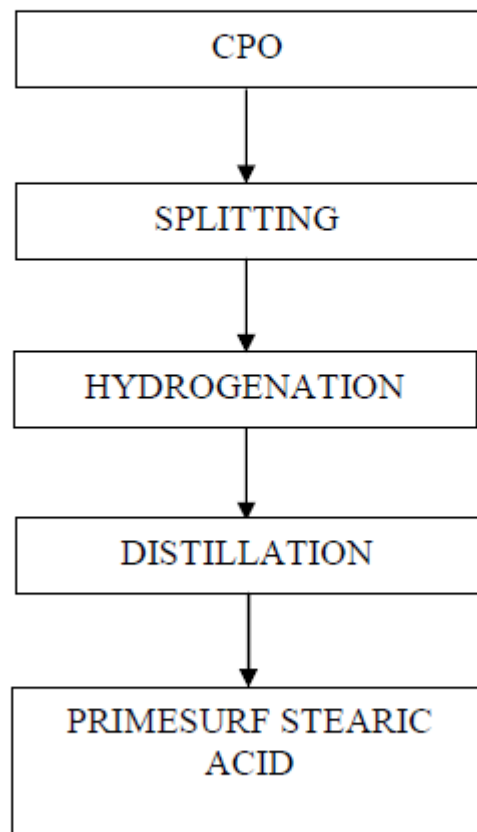 CPO
SPLITTING
HYDROGENATION
DISTILLATION
PRIMESURF STEARIC
ACID